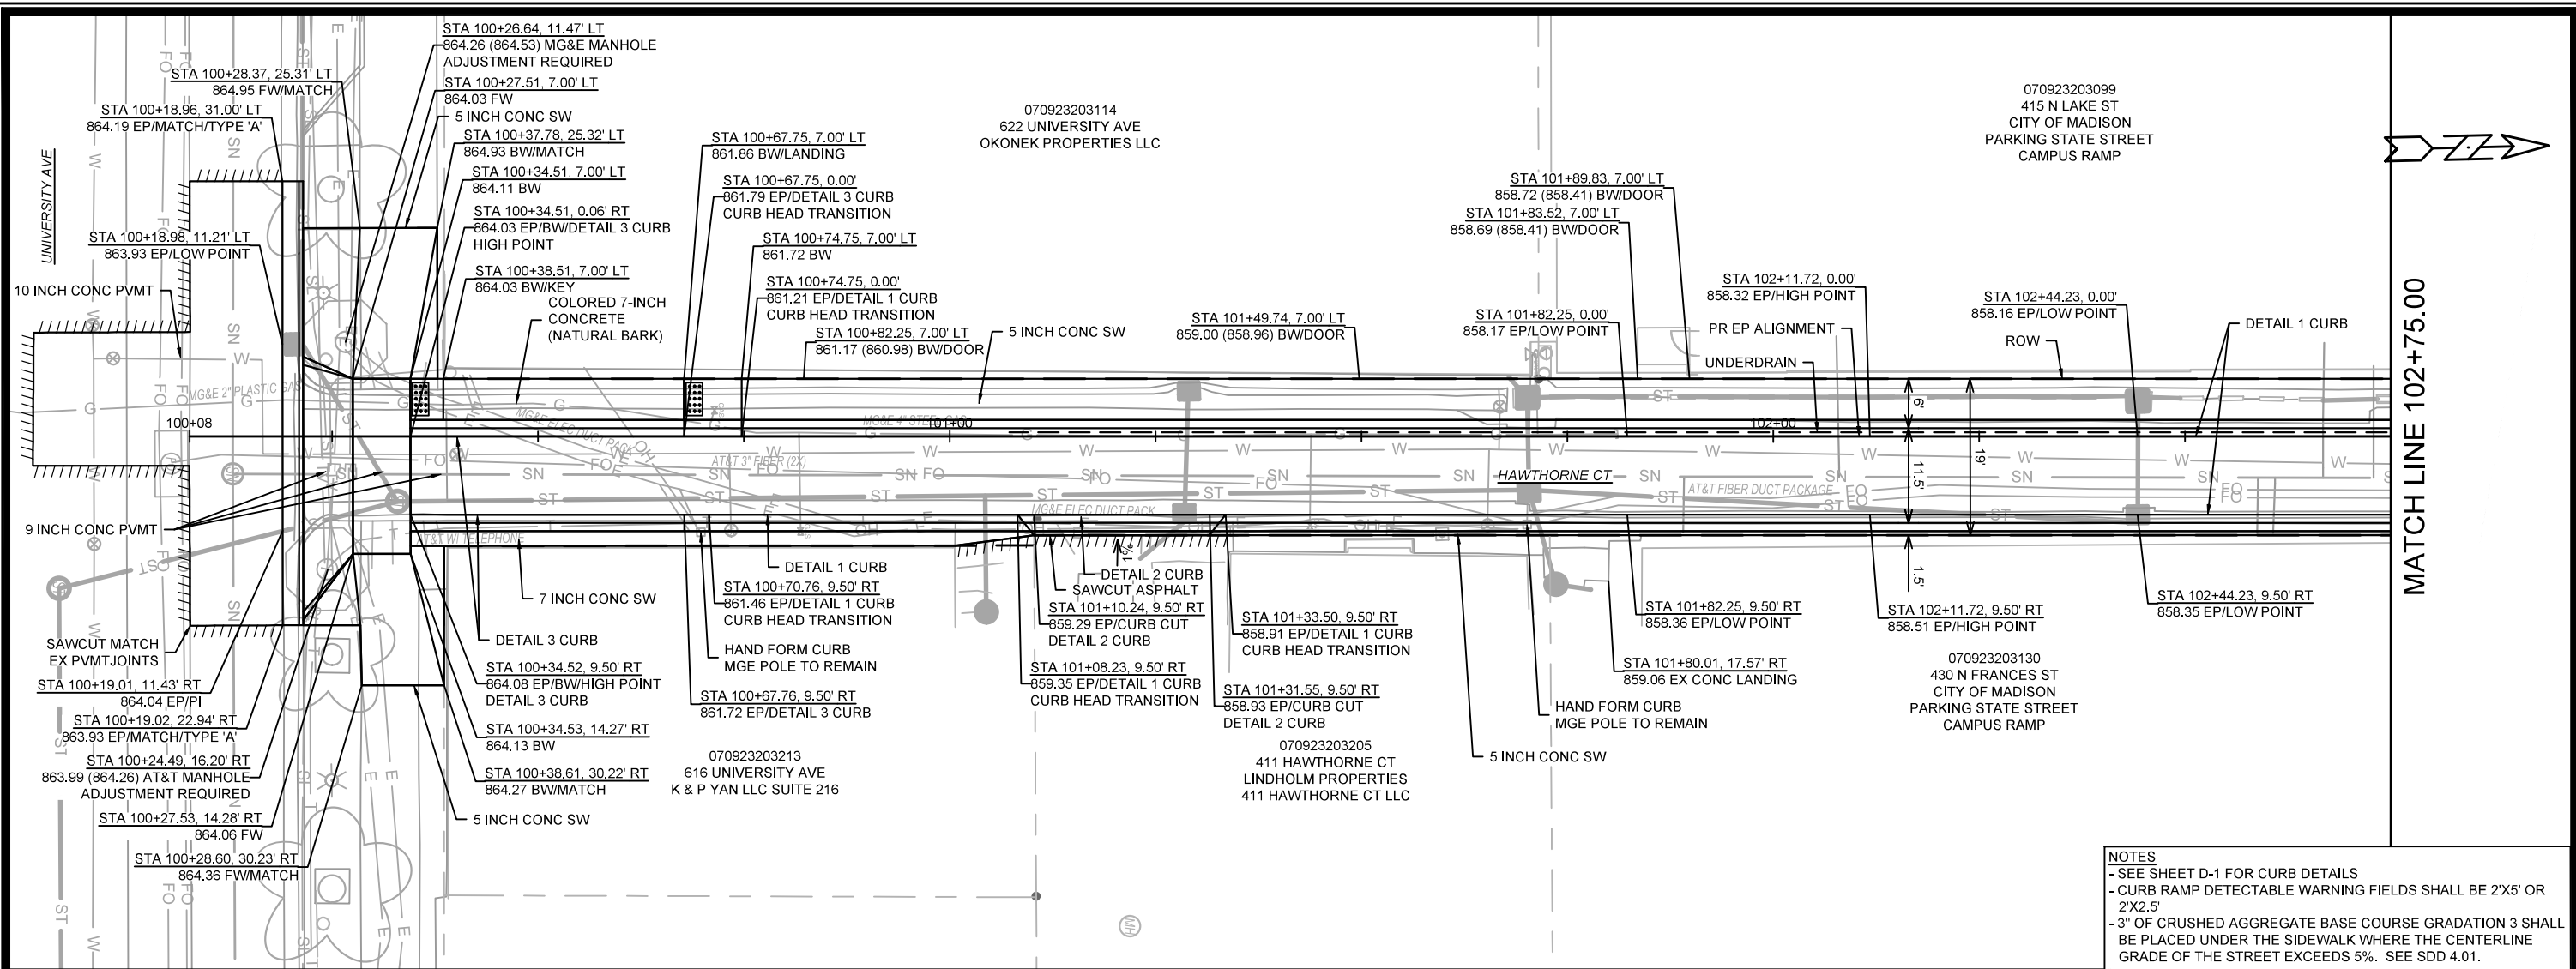 STA 100+26.64, 11.47' LT
864.26 (864.53) MG&E MANHOLE
ADJUSTMENT REQUIRED
STA 100+28.37, 25.31' LT
864.95 FW/MATCH
STA 100+27.51, 7.00' LT
864.03 FW
STA 100+18.96, 31.00' LT
864.19 EP/MATCH/TYPE 'A'
5 INCH CONC SW
STA 100+37.78, 25.32' LT
864.93 BW/MATCH
STA 100+34.51, 7.00' LT
864.11 BW
STA 100+34.51, 0.06' RT
864.03 EP/BW/DETAIL 3 CURB
HIGH POINT
STA 100+38.51, 7.00' LT
864.03 BW/KEY
UNIVERSITY AVE
STA 100+18.98, 11.21' LT
863.93 EP/LOW POINT
10 INCH CONC PVMT
COLORED 7-INCH
CONCRETE
(NATURAL BARK)
STA 100+67.75, 7.00' LT
861.86 BW/LANDING
STA 100+67.75, 0.00'
861.79 EP/DETAIL 3 CURB
CURB HEAD TRANSITION
STA 100+74.75, 7.00' LT
861.72 BW
STA 100+74.75, 0.00'
861.21 EP/DETAIL 1 CURB
CURB HEAD TRANSITION
STA 100+82.25, 7.00' LT
861.17 (860.98) BW/DOOR
070923203114
622 UNIVERSITY AVE
OKONEK PROPERTIES LLC
5 INCH CONC SW
STA 101+49.74, 7.00' LT
859.00 (858.96) BW/DOOR
STA 101+89.83, 7.00' LT
858.72 (858.41) BW/DOOR
STA 101+83.52, 7.00' LT
858.69 (858.41) BW/DOOR
STA 101+82.25, 0.00'
858.17 EP/LOW POINT
STA 102+11.72, 0.00'
858.32 EP/HIGH POINT
PR EP ALIGNMENT
UNDERDRAIN
STA 102+44.23, 0.00'
858.16 EP/LOW POINT
ROW
DETAIL 1 CURB
070923203099
415 N LAKE ST
CITY OF MADISON
PARKING STATE STREET
CAMPUS RAMP
MATCH LINE 102+75.00
MG&E 2" PLASTIC GAS
MG&E ELEC DUCT PACK
MG&E 4" STEEL GAS
100+08
101+00
102+00
AT&T 3" FIBER (2X)
HAWTHORNE CT
AT&T FIBER DUCT PACKAGE
MG&E ELEC DUCT PACK
AT&T WI TELEPHONE
6'
11.5'
19'
1.5'
1%
9 INCH CONC PVMT
SAWCUT MATCH
EX PVMTJOINTS
STA 100+19.01, 11.43' RT
864.04 EP/PI
STA 100+19.02, 22.94' RT
863.93 EP/MATCH/TYPE 'A'
STA 100+24.49, 16.20' RT
863.99 (864.26) AT&T MANHOLE
ADJUSTMENT REQUIRED
STA 100+27.53, 14.28' RT
864.06 FW
STA 100+28.60, 30.23' RT
864.36 FW/MATCH
7 INCH CONC SW
DETAIL 3 CURB
STA 100+34.52, 9.50' RT
864.08 EP/BW/HIGH POINT
DETAIL 3 CURB
STA 100+34.53, 14.27' RT
864.13 BW
STA 100+38.61, 30.22' RT
864.27 BW/MATCH
5 INCH CONC SW
DETAIL 1 CURB
STA 100+70.76, 9.50' RT
861.46 EP/DETAIL 1 CURB
CURB HEAD TRANSITION
HAND FORM CURB
MGE POLE TO REMAIN
STA 100+67.76, 9.50' RT
861.72 EP/DETAIL 3 CURB
070923203213
616 UNIVERSITY AVE
K & P YAN LLC SUITE 216
DETAIL 2 CURB
SAWCUT ASPHALT
STA 101+10.24, 9.50' RT
859.29 EP/CURB CUT
DETAIL 2 CURB
STA 101+08.23, 9.50' RT
859.35 EP/DETAIL 1 CURB
CURB HEAD TRANSITION
STA 101+33.50, 9.50' RT
858.91 EP/DETAIL 1 CURB
CURB HEAD TRANSITION
STA 101+31.55, 9.50' RT
858.93 EP/CURB CUT
DETAIL 2 CURB
070923203205
411 HAWTHORNE CT
LINDHOLM PROPERTIES
411 HAWTHORNE CT LLC
5 INCH CONC SW
HAND FORM CURB
MGE POLE TO REMAIN
STA 101+80.01, 17.57' RT
859.06 EX CONC LANDING
STA 101+82.25, 9.50' RT
858.36 EP/LOW POINT
STA 102+11.72, 9.50' RT
858.51 EP/HIGH POINT
STA 102+44.23, 9.50' RT
858.35 EP/LOW POINT
070923203130
430 N FRANCES ST
CITY OF MADISON
PARKING STATE STREET
CAMPUS RAMP
NOTES
- SEE SHEET D-1 FOR CURB DETAILS
- CURB RAMP DETECTABLE WARNING FIELDS SHALL BE 2'X5' OR
2'X2.5'
- 3" OF CRUSHED AGGREGATE BASE COURSE GRADATION 3 SHALL
BE PLACED UNDER THE SIDEWALK WHERE THE CENTERLINE
GRADE OF THE STREET EXCEEDS 5%. SEE SDD 4.01.